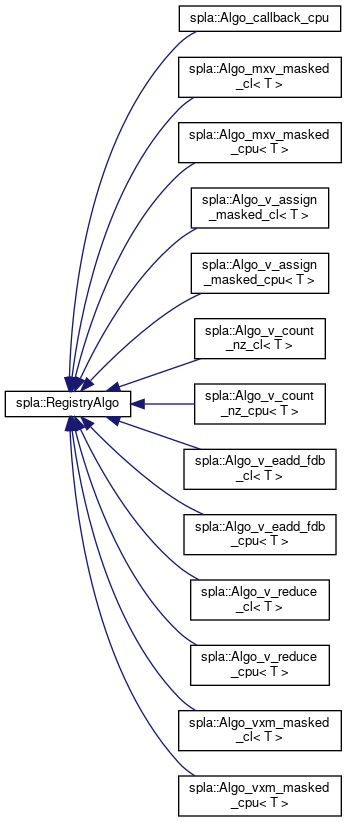 spla::Algo_callback_cpu
spla::Algo_mxv_masked
_cl< T >
spla::Algo_mxv_masked
_cpu< T >
spla::Algo_v_assign
_masked_cl< T >
spla::Algo_v_assign
_masked_cpu< T >
spla::Algo_v_count
_nz_cl< T >
spla::RegistryAlgo
spla::Algo_v_count
_nz_cpu< T >
spla::Algo_v_eadd_fdb
_cl< T >
spla::Algo_v_eadd_fdb
_cpu< T >
spla::Algo_v_reduce
_cl< T >
spla::Algo_v_reduce
_cpu< T >
spla::Algo_vxm_masked
_cl< T >
spla::Algo_vxm_masked
_cpu< T >